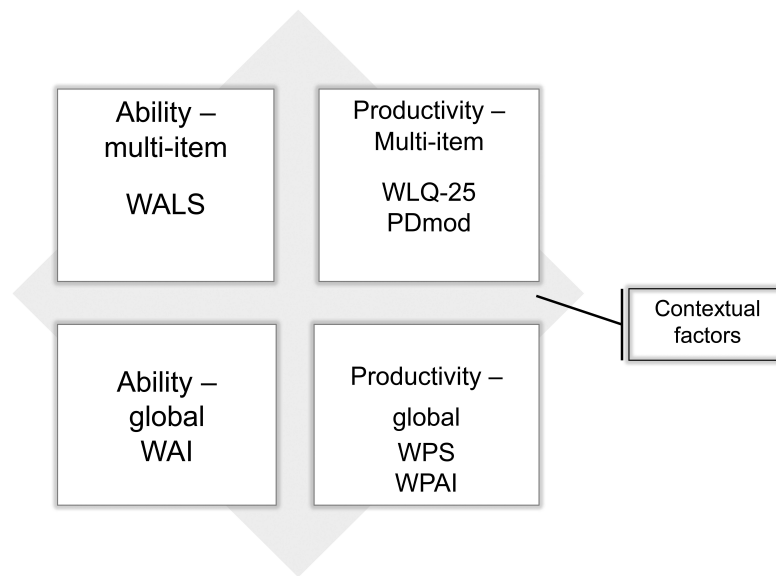 Ability –
multi-item
WALS
Productivity –
Multi-item
WLQ-25
PDmod
Contextual
factors
Ability –
global
WAI
Productivity –
global
WPS
WPAI